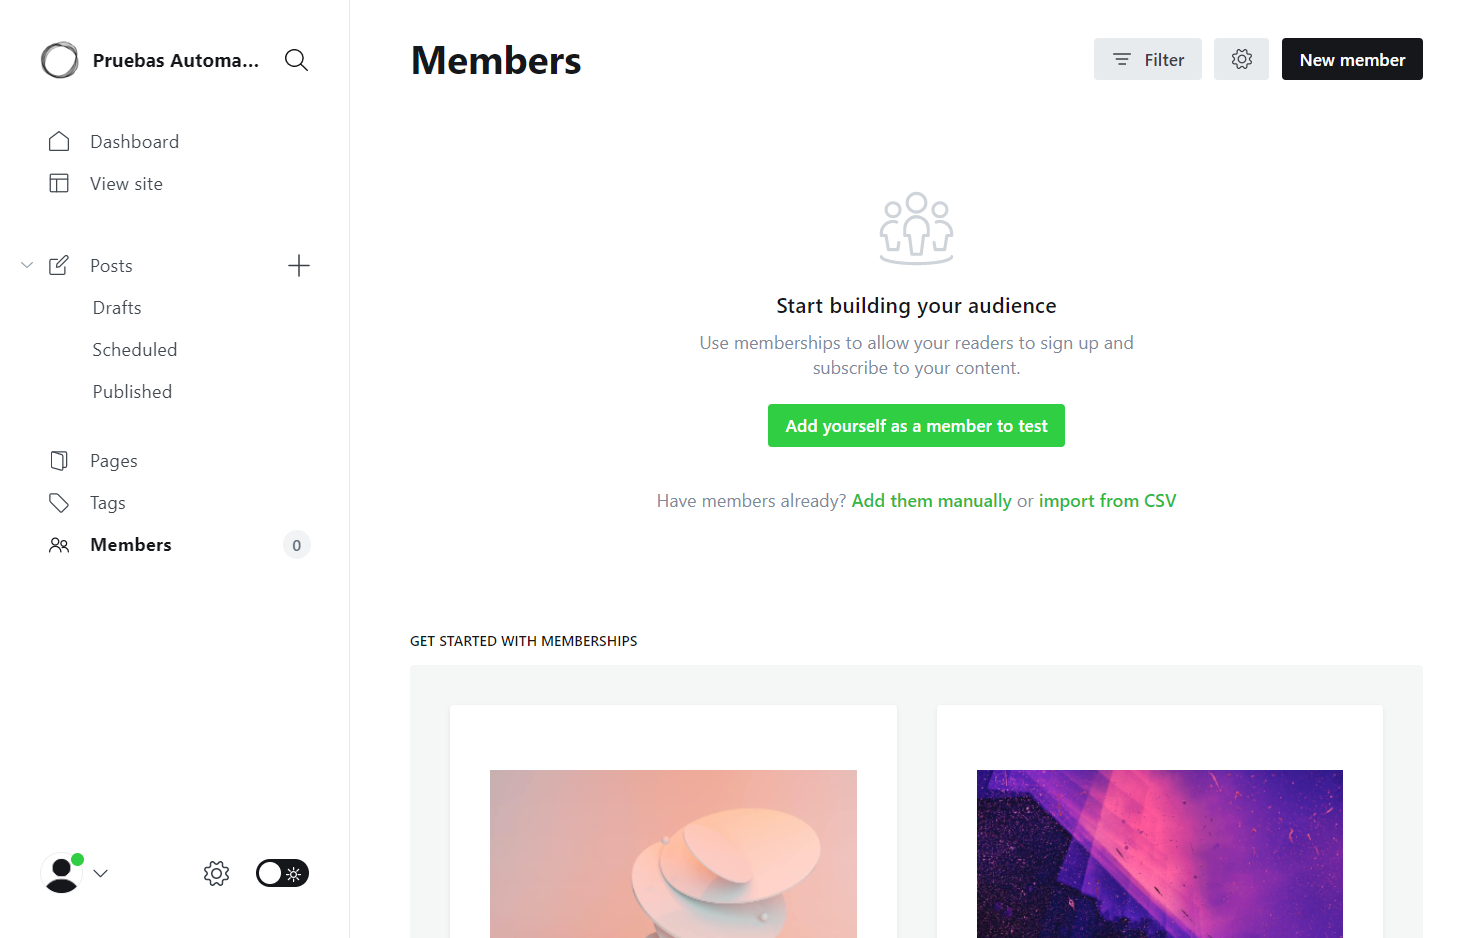 Pruebas Automa...
Dashboard
View site
Posts
Drafts
Scheduled
Published
Pages
Tags
Members
0
Members
Filter
New member
Start building your audience
Use memberships to allow your readers to sign up and
subscribe to your content.
Add yourself as a member to test
Have members already? Add them manually or import from CSV
GET STARTED WITH MEMBERSHIPS